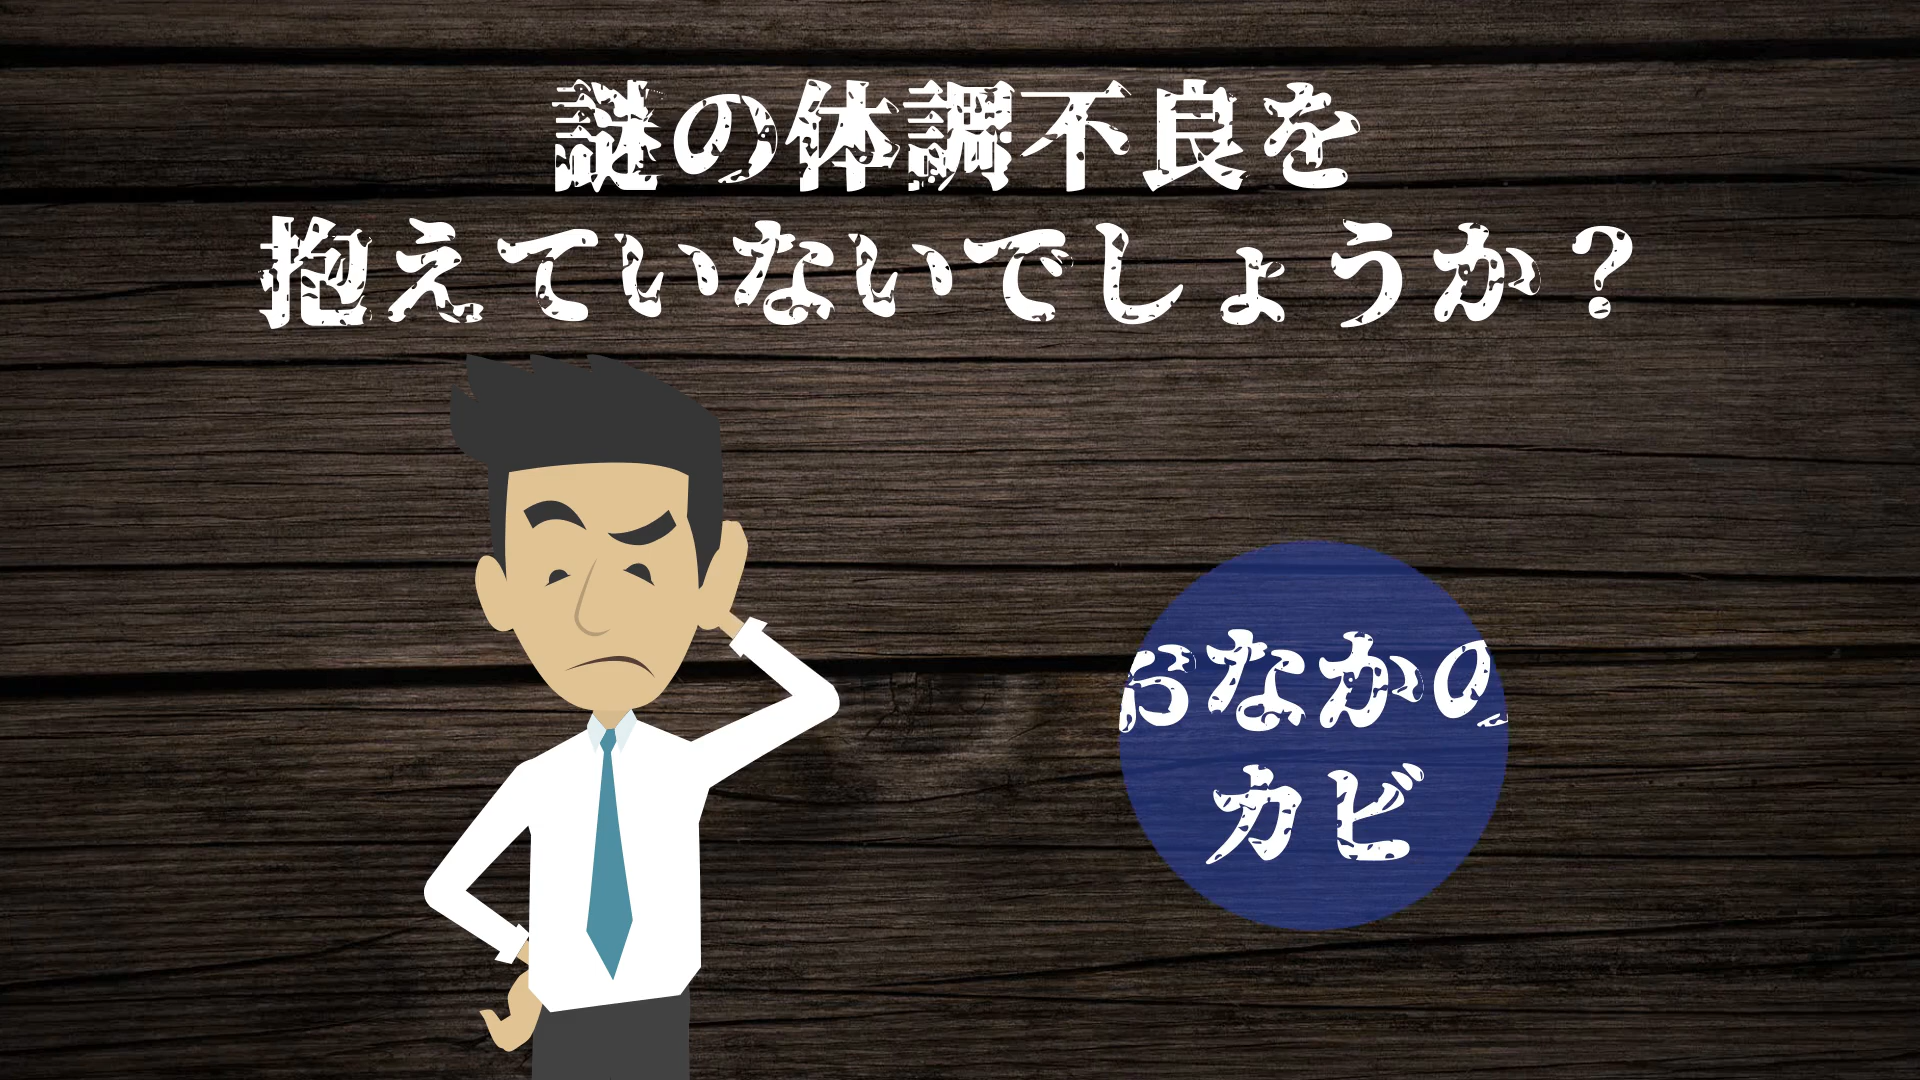 謎の体調不良を
抱えていないでしょうか？
おなかの
カビ